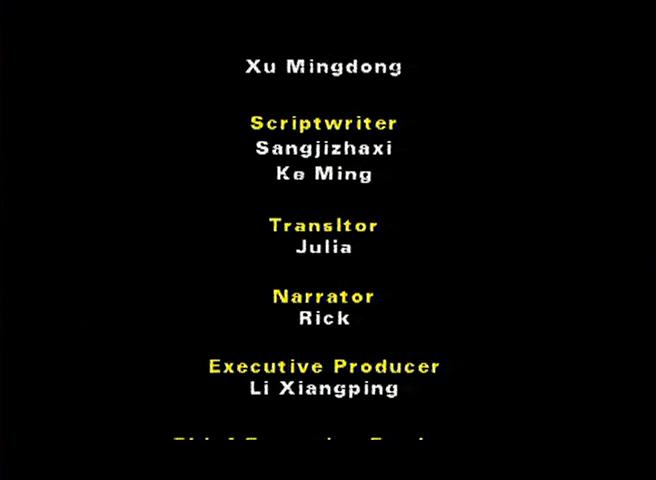 Xu Mingdong
Scriptwriter
Sangjizhaxi
Ke Ming
Transltor
Julia
Narrator
Rick
Executive Producer
Li Xiangping